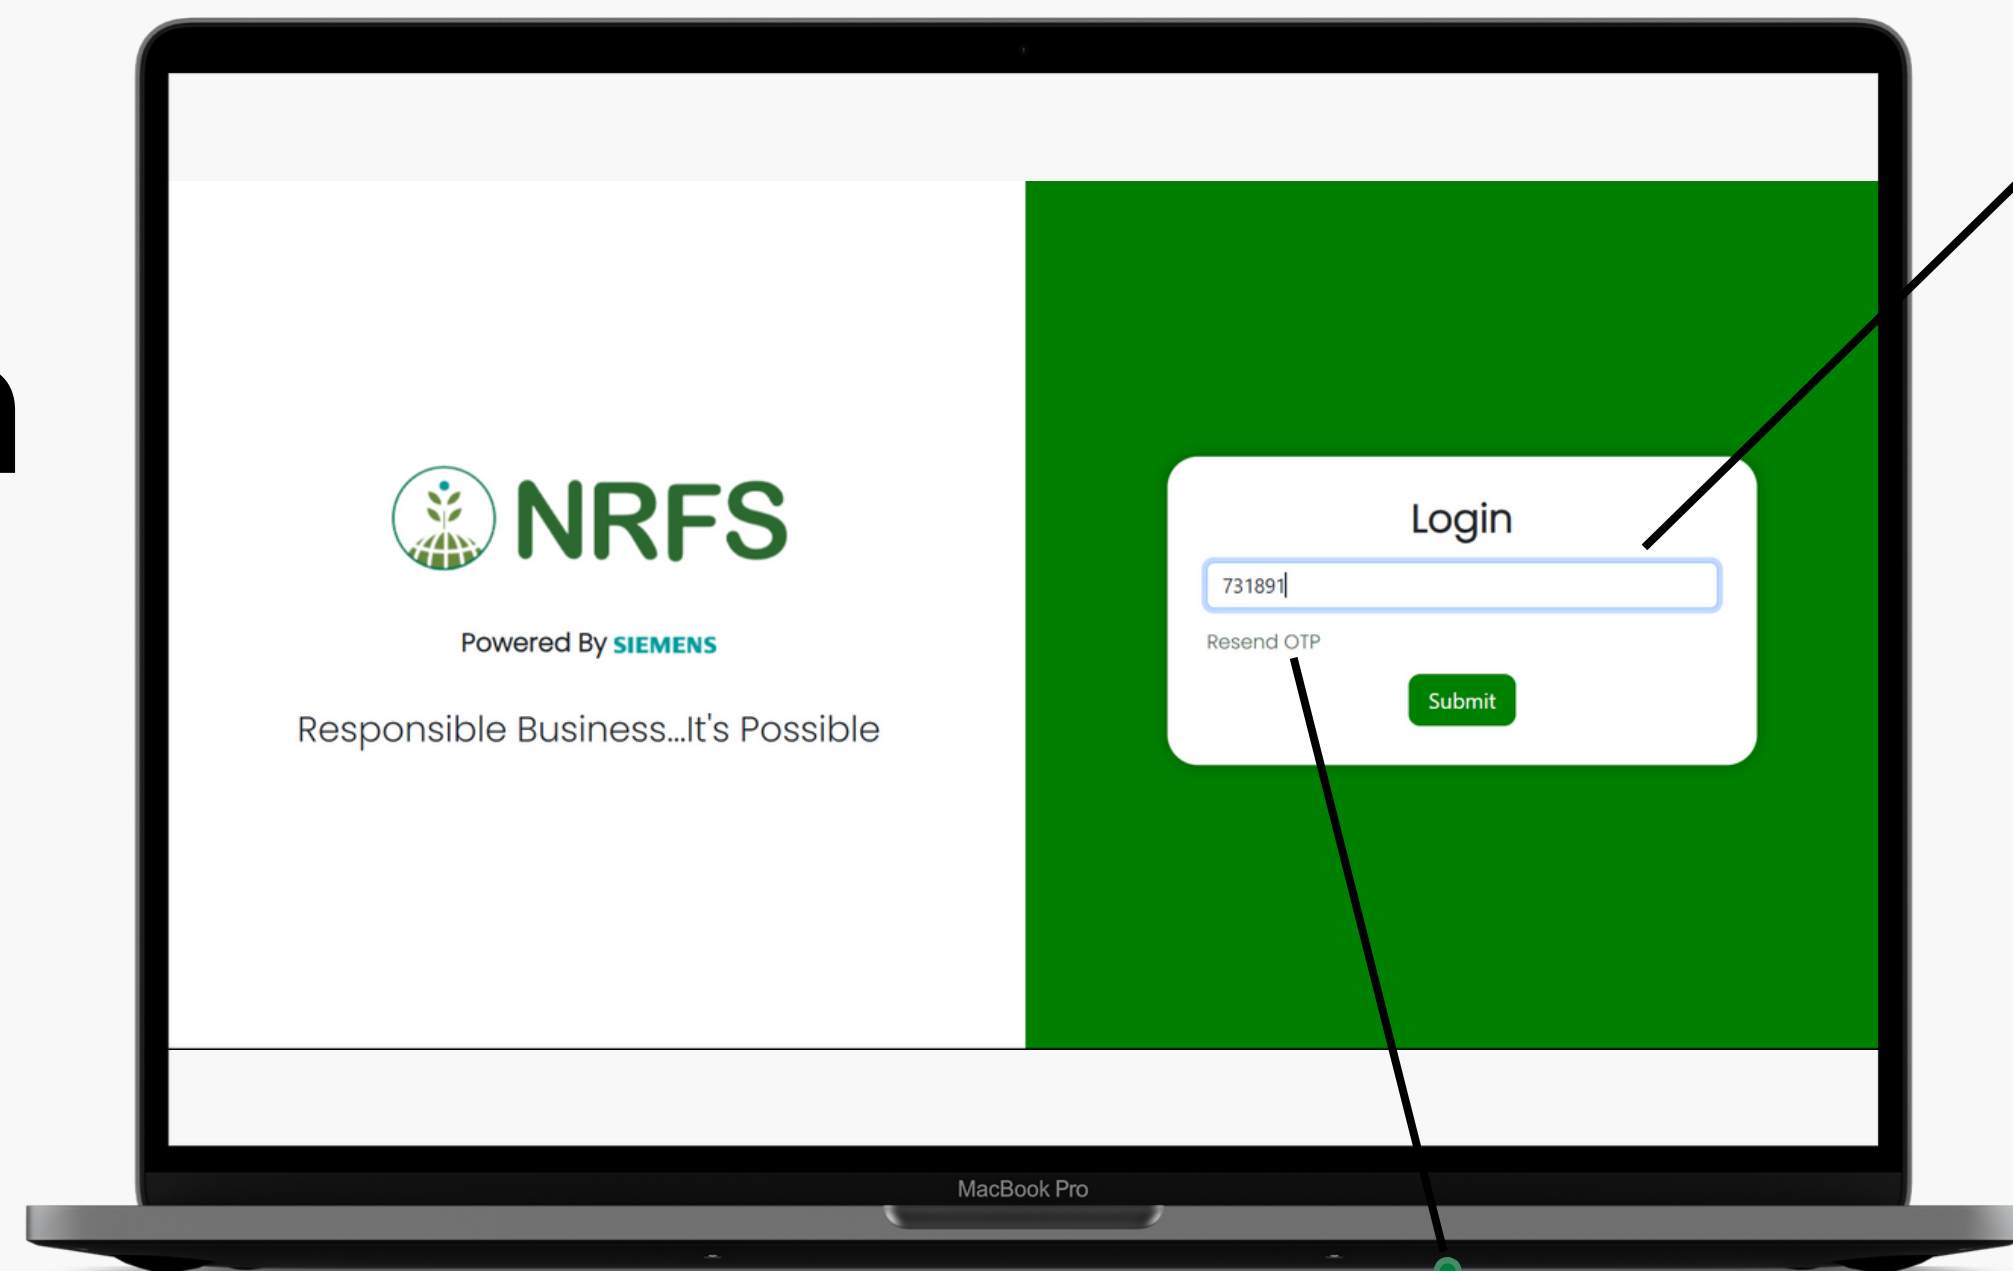 NRFS
Powered By SIEMENS
Responsible Business...It's Possible
Login
731891
Resend OTP
Submit
MacBook Pro